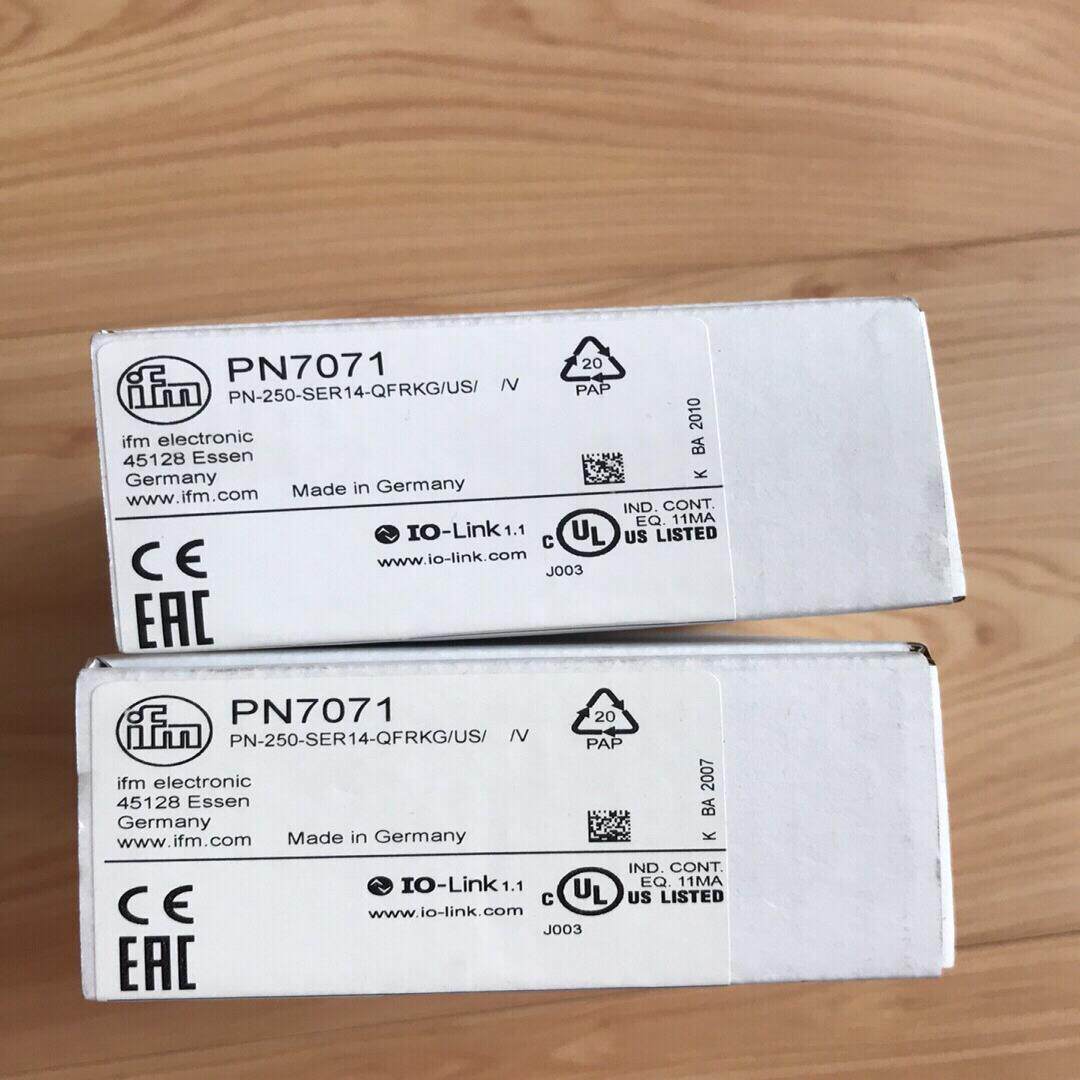 ifm
PN7071
PN-250-SER14-QFRKG/US/ /V
20
PAP
ifm electronic
45128 Essen
Germany
www.ifm.com
Made in Germany
K BA 2010
CE
EAC
IO-Link 1.1
www.io-link.com
c UL US LISTED
IND. CONT.
EQ. 11MA
J003
ifm
PN7071
PN-250-SER14-QFRKG/US/ /V
20
PAP
ifm electronic
45128 Essen
Germany
www.ifm.com
Made in Germany
K BA 2007
CE
EAC
IO-Link 1.1
www.io-link.com
c UL US LISTED
IND. CONT.
EQ. 11MA
J003